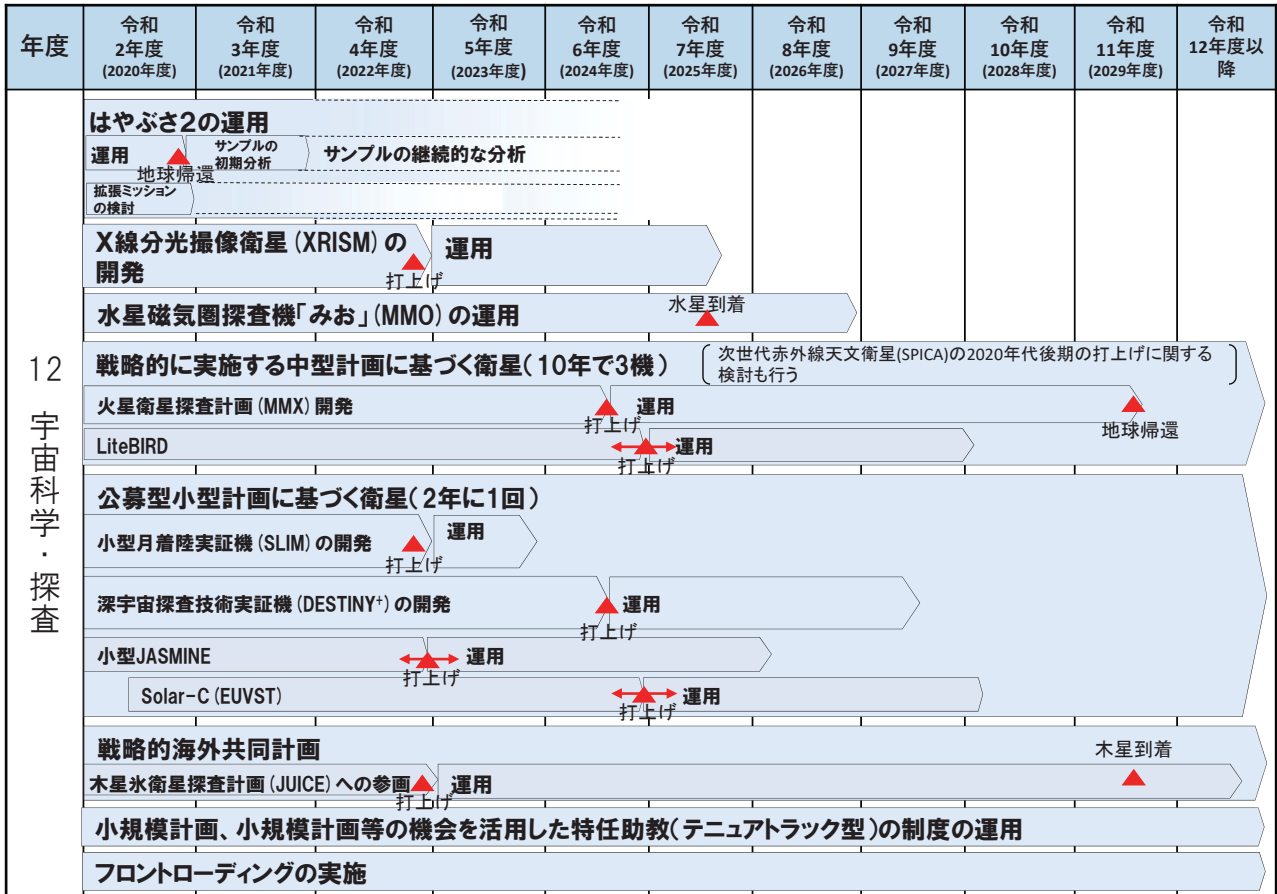 年度
令和
2年度
(2020年度)
令和
3年度
(2021年度)
令和
4年度
(2022年度)
令和
5年度
(2023年度)
令和
6年度
(2024年度)
令和
7年度
(2025年度)
令和
8年度
(2026年度)
令和
9年度
(2027年度)
令和
10年度
(2028年度)
令和
11年度
(2029年度)
令和
12年度以
降
12 宇宙科学・探査
はやぶさ2の運用
運用
地球帰還
サンプルの
初期分析
サンプルの継続的な分析
拡張ミッション
の検討
X線分光撮像衛星(XRISM)の
開発
打上げ
運用
水星磁気圏探査機「みお」(MMO)の運用
水星到着
戦略的に実施する中型計画に基づく衛星(10年で3機)
次世代赤外線天文衛星(SPICA)の2020年代後期の打上げに関する
検討も行う
火星衛星探査計画(MMX)開発
打上げ
運用
地球帰還
LiteBIRD
打上げ
運用
公募型小型計画に基づく衛星(2年に1回)
小型月着陸実証機(SLIM)の開発
打上げ
運用
深宇宙探査技術実証機(DESTINY⁺)の開発
打上げ
運用
小型JASMINE
打上げ
運用
Solar-C(EUVST)
打上げ
運用
戦略的海外共同計画
木星氷衛星探査計画(JUICE)への参画
打上げ
運用
木星到着
小規模計画、小規模計画等の機会を活用した特任助教(テニュアトラック型)の制度の運用
フロントローディングの実施